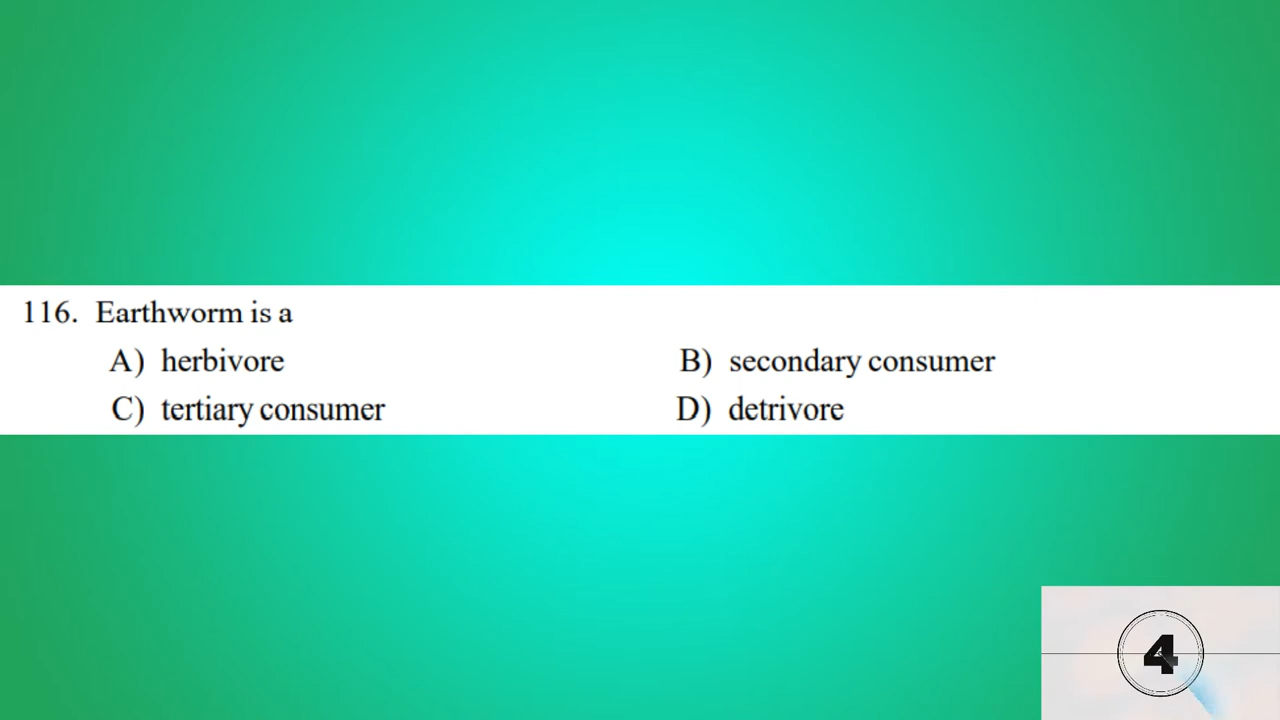 116. Earthworm is a
A) herbivore B) secondary consumer
C) tertiary consumer D) detrivore
4